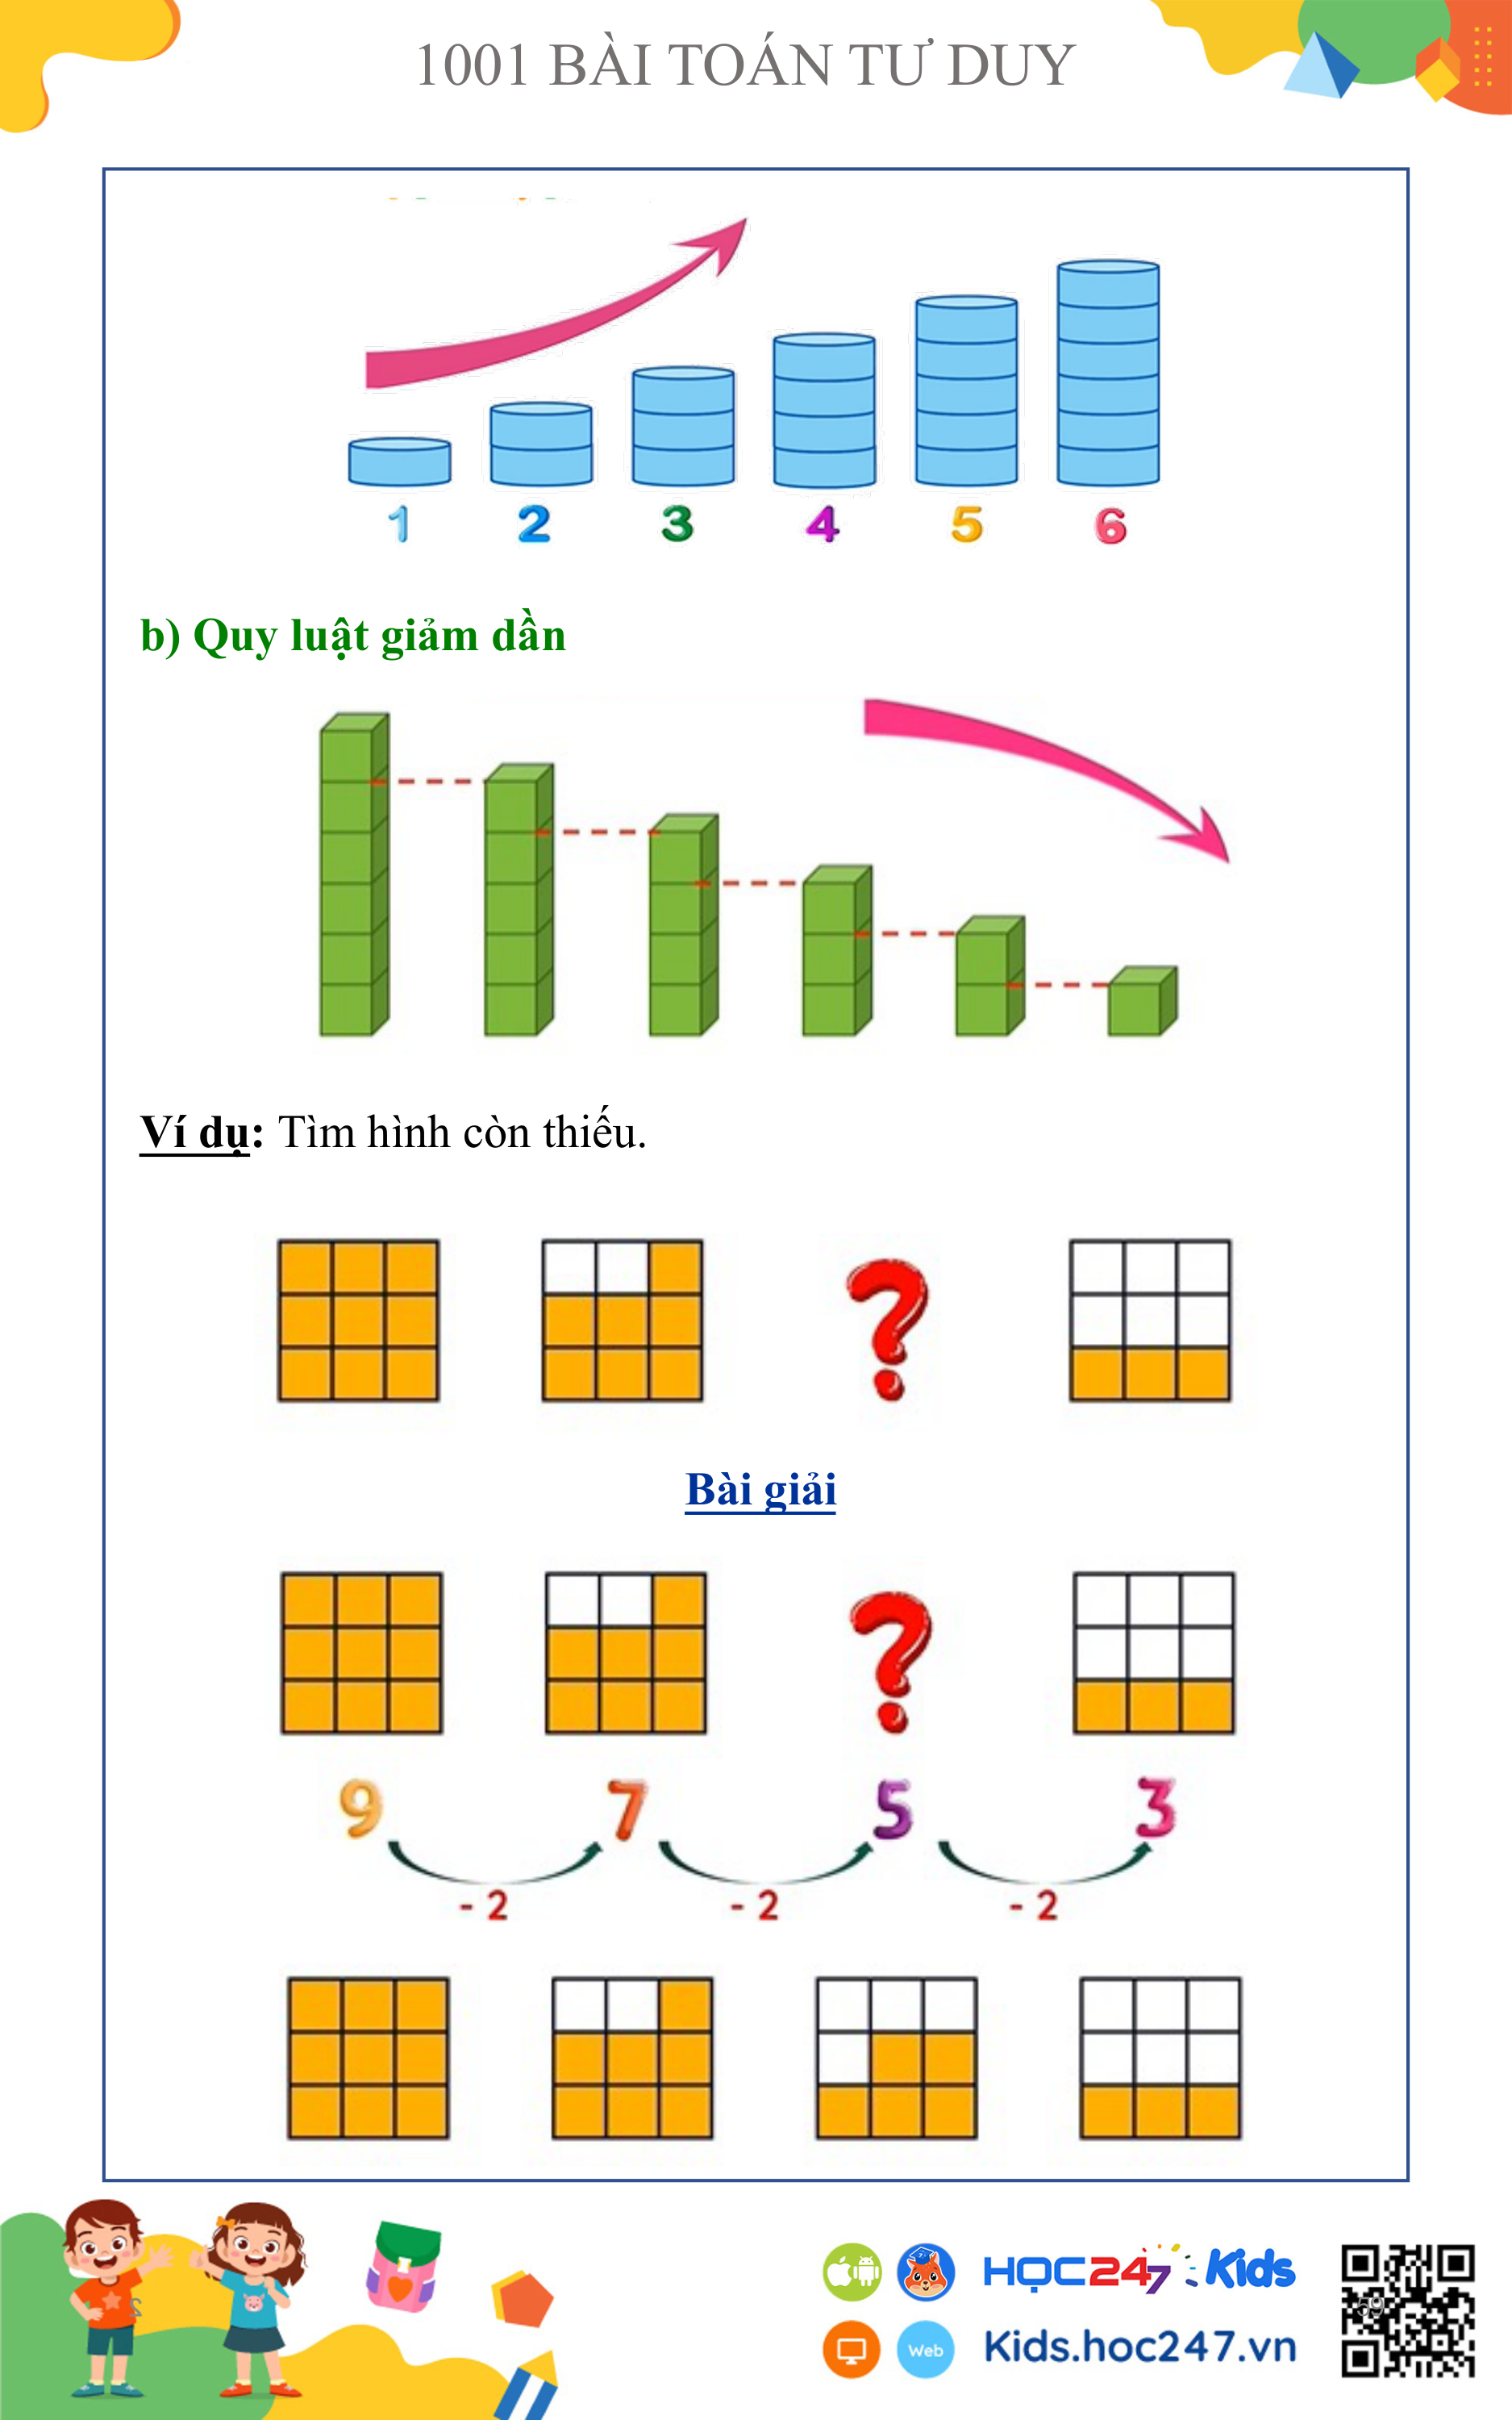 1001 BÀI TOÁN TƯ DUY
1 2 3 4 5 6
b) Quy luật giảm dần
Ví dụ: Tìm hình còn thiếu.
?
Bài giải
?
9 7 5 3
- 2 - 2 - 2
HỌC247 Kids
59
Web Kids.hoc247.vn